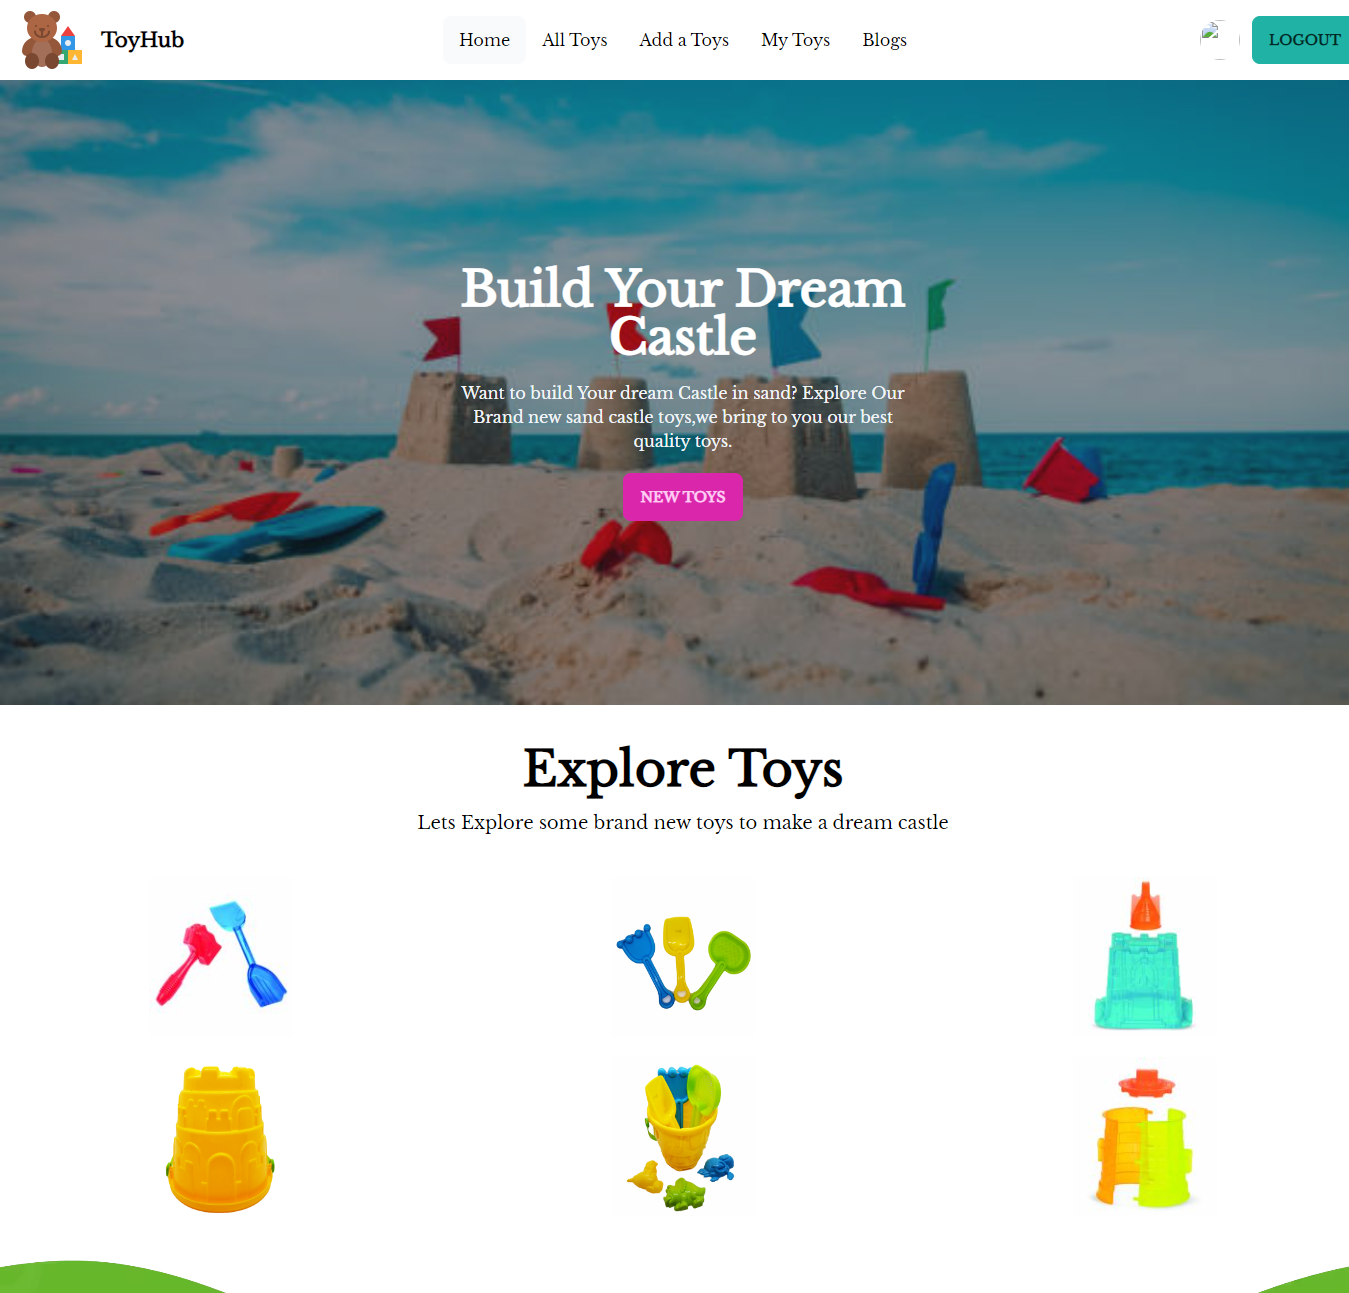 ToyHub
Home
All Toys
Add a Toys
My Toys
Blogs
LOGOUT
Build Your Dream
Castle
Want to build Your dream Castle in sand? Explore Our
Brand new sand castle toys,we bring to you our best
quality toys.
NEW TOYS
Explore Toys
Lets Explore some brand new toys to make a dream castle